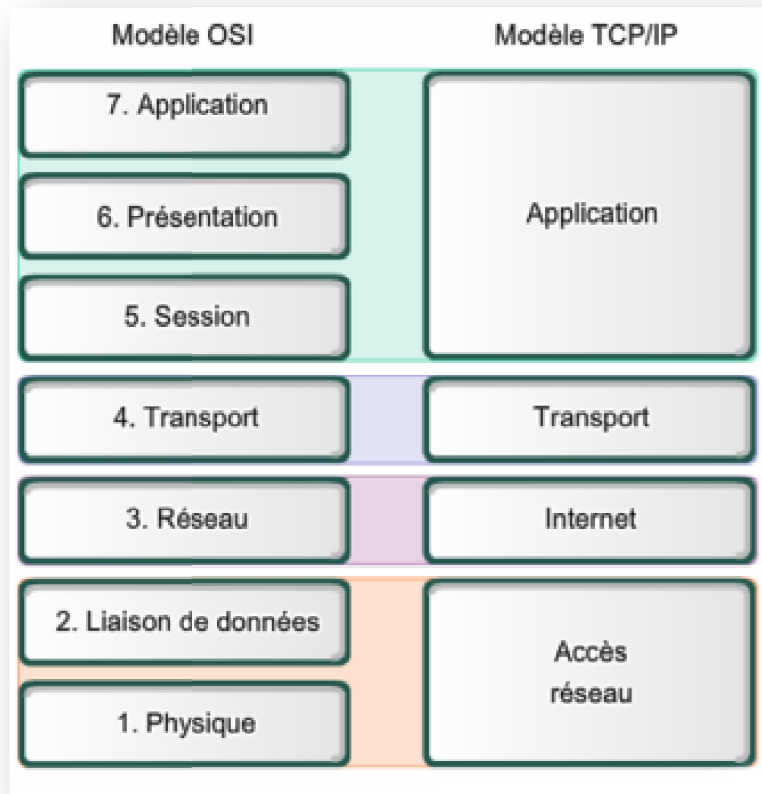 Modèle OSI
Modèle TCP/IP
7. Application
6. Présentation
5. Session
4. Transport
3. Réseau
2. Liaison de données
1. Physique
Application
Transport
Internet
Accès
réseau